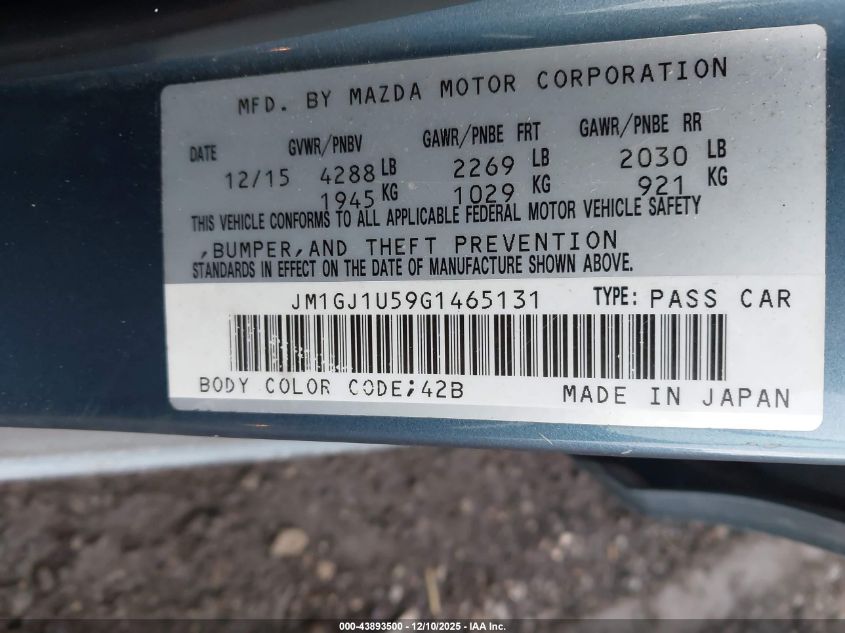 MFD. BY MAZDA MOTOR CORPORATION
DATE GVWR/PNBV GAWR/PNBE FRT GAWR/PNBE RR
12/15 4288 LB 2269 LB 2030 LB
1945 KG 1029 KG 921 KG
THIS VEHICLE CONFORMS TO ALL APPLICABLE FEDERAL MOTOR VEHICLE SAFETY
,BUMPER,AND THEFT PREVENTION
STANDARDS IN EFFECT ON THE DATE OF MANUFACTURE SHOWN ABOVE.
JM1GJ1U59G1465131 TYPE: PASS CAR
BODY COLOR CODE;42B MADE IN JAPAN
000-43893500 - 12/10/2025 - IAA Inc.